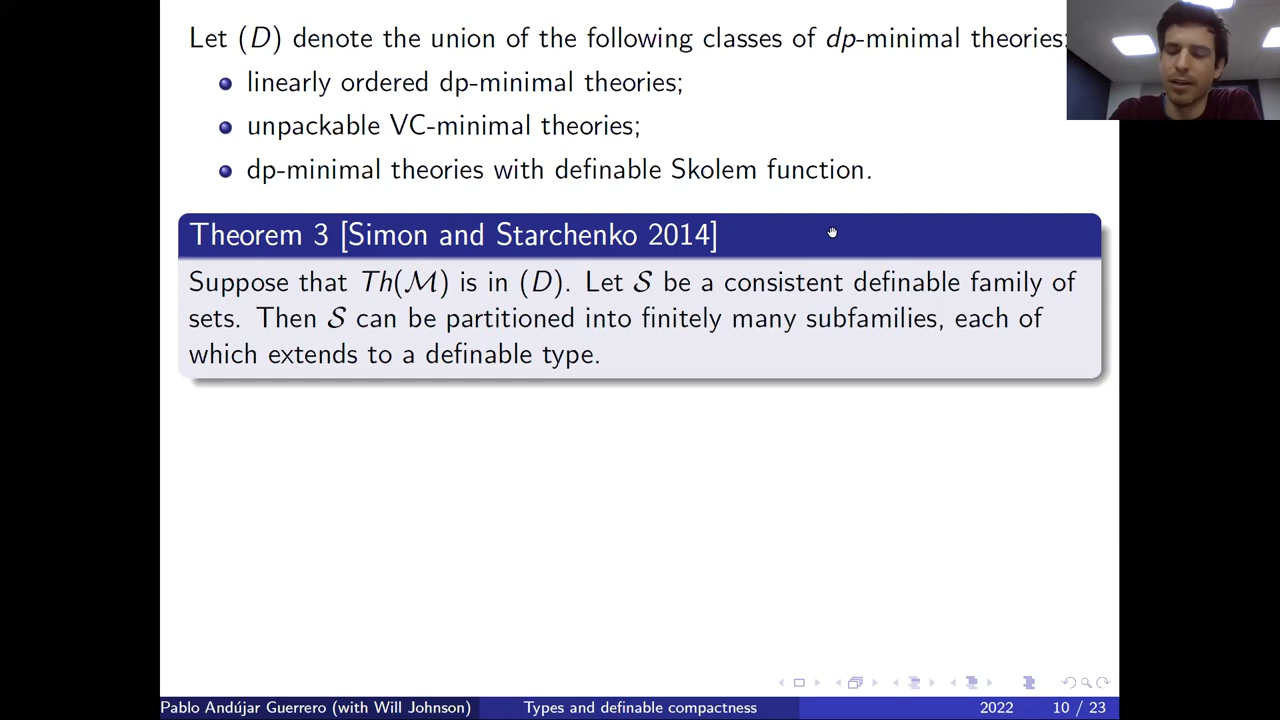 Let (D) denote the union of the following classes of dp-minimal theories:
linearly ordered dp-minimal theories;
unpackable VC-minimal theories;
dp-minimal theories with definable Skolem function.
Theorem 3 [Simon and Starchenko 2014]
Suppose that Th(ℳ) is in (D). Let 𝒮 be a consistent definable family of
sets. Then 𝒮 can be partitioned into finitely many subfamilies, each of
which extends to a definable type.
Pablo Andújar Guerrero (with Will Johnson) Types and definable compactness 2022 10 / 23